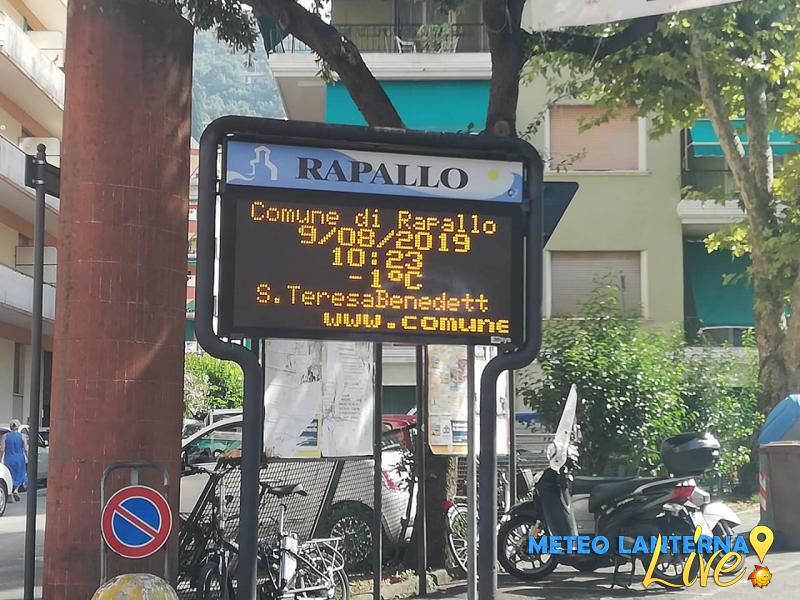 RAPALLO
Comune di Rapallo
9/08/2019
10:23
-1°C
S.TeresaBenedett
www.comune
METEO LANTERNA
Live!